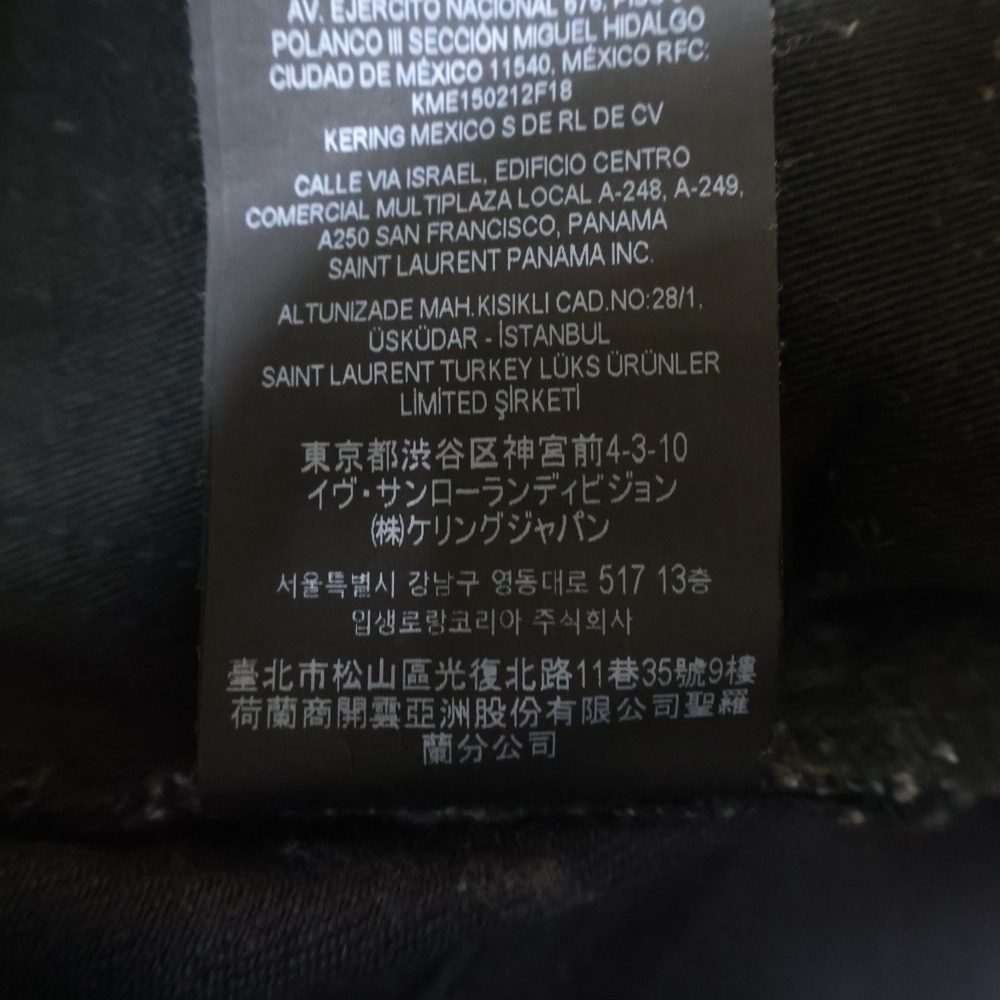 AV. EJERCITO NACIONAL 676, PISO
POLANCO III SECCIÓN MIGUEL HIDALGO
CIUDAD DE MÉXICO 11540, MÉXICO RFC:
KME150212F18
KERING MEXICO S DE RL DE CV
CALLE VIA ISRAEL, EDIFICIO CENTRO
COMERCIAL MULTIPLAZA LOCAL A-248, A-249,
A250 SAN FRANCISCO, PANAMA
SAINT LAURENT PANAMA INC.
ALTUNIZADE MAH.KISIKLI CAD.NO:28/1,
ÜSKÜDAR - İSTANBUL
SAINT LAURENT TURKEY LÜKS ÜRÜNLER
LİMİTED ŞİRKETİ
東京都渋谷区神宮前4-3-10
イヴ・サンローランディビジョン
㈱ケリングジャパン
서울특별시 강남구 영동대로 517 13층
입생로랑코리아 주식회사
臺北市松山區光復北路11巷35號9樓
荷蘭商開雲亞洲股份有限公司聖羅
蘭分公司